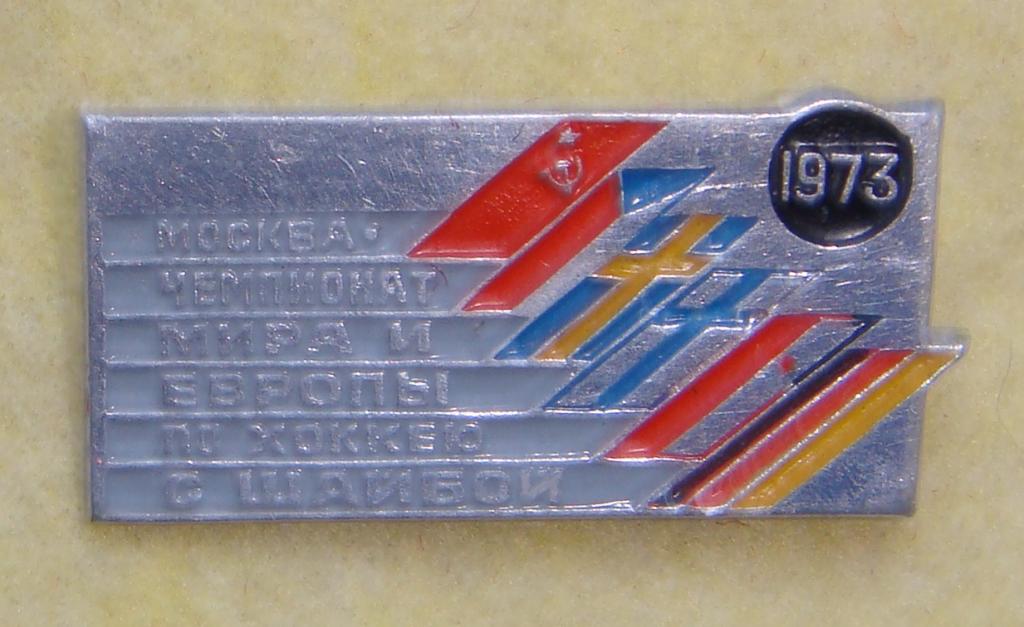 1973
МОСКВА•
ЧЕМПИОНАТ
МИРА И
ЕВРОПЫ
ПО ХОККЕЮ
С ШАЙБОЙ